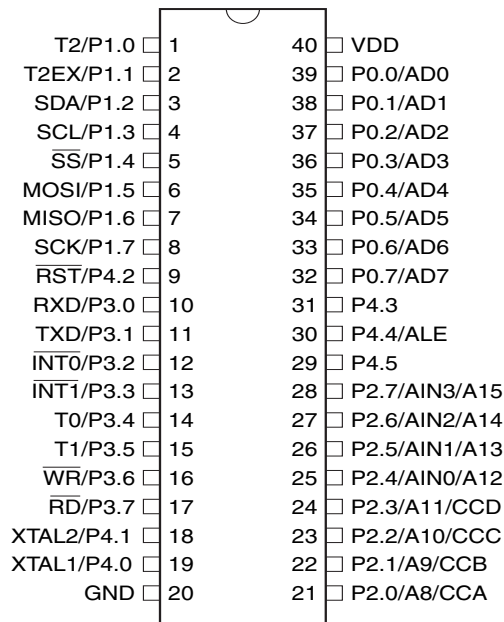 T2/P1.0 1 40 VDD
T2EX/P1.1 2 39 P0.0/AD0
SDA/P1.2 3 38 P0.1/AD1
SCL/P1.3 4 37 P0.2/AD2
S̅S̅/P1.4 5 36 P0.3/AD3
MOSI/P1.5 6 35 P0.4/AD4
MISO/P1.6 7 34 P0.5/AD5
SCK/P1.7 8 33 P0.6/AD6
R̅S̅T̅/P4.2 9 32 P0.7/AD7
RXD/P3.0 10 31 P4.3
TXD/P3.1 11 30 P4.4/ALE
I̅N̅T̅0̅/P3.2 12 29 P4.5
I̅N̅T̅1̅/P3.3 13 28 P2.7/AIN3/A15
T0/P3.4 14 27 P2.6/AIN2/A14
T1/P3.5 15 26 P2.5/AIN1/A13
W̅R̅/P3.6 16 25 P2.4/AIN0/A12
R̅D̅/P3.7 17 24 P2.3/A11/CCD
XTAL2/P4.1 18 23 P2.2/A10/CCC
XTAL1/P4.0 19 22 P2.1/A9/CCB
GND 20 21 P2.0/A8/CCA